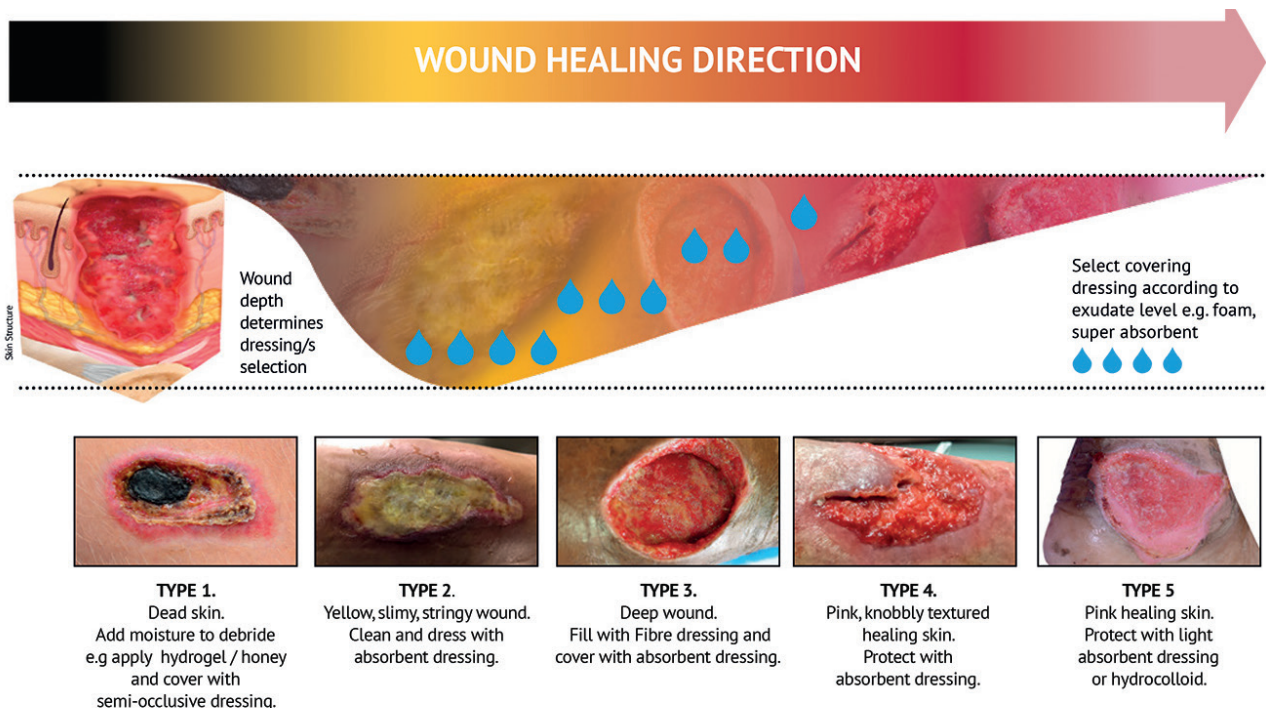 WOUND HEALING DIRECTION
Skin Structure
Wound
depth
determines
dressing/s
selection
Select covering
dressing according to
exudate level e.g. foam,
super absorbent
TYPE 1.
Dead skin.
Add moisture to debride
e.g apply hydrogel / honey
and cover with
semi-occlusive dressing.
TYPE 2.
Yellow, slimy, stringy wound.
Clean and dress with
absorbent dressing.
TYPE 3.
Deep wound.
Fill with Fibre dressing and
cover with absorbent dressing.
TYPE 4.
Pink, knobbly textured
healing skin.
Protect with
absorbent dressing.
TYPE 5
Pink healing skin.
Protect with light
absorbent dressing
or hydrocolloid.